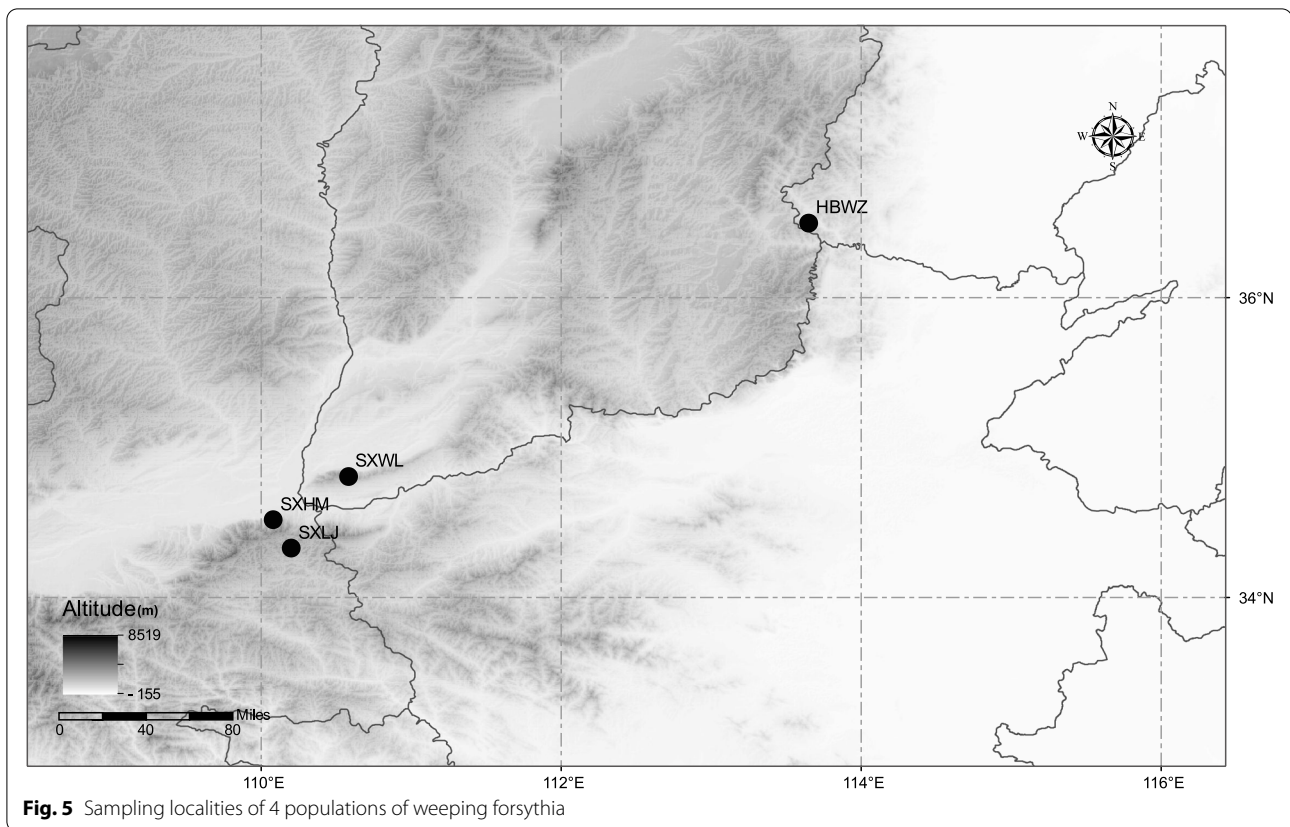 N
W E
S
HBWZ
36°N
SXWL
SXHM
SXLJ
34°N
Altitude(m)
8519
- 155
Miles
0 40 80
110°E 112°E 114°E 116°E
Fig. 5 Sampling localities of 4 populations of weeping forsythia